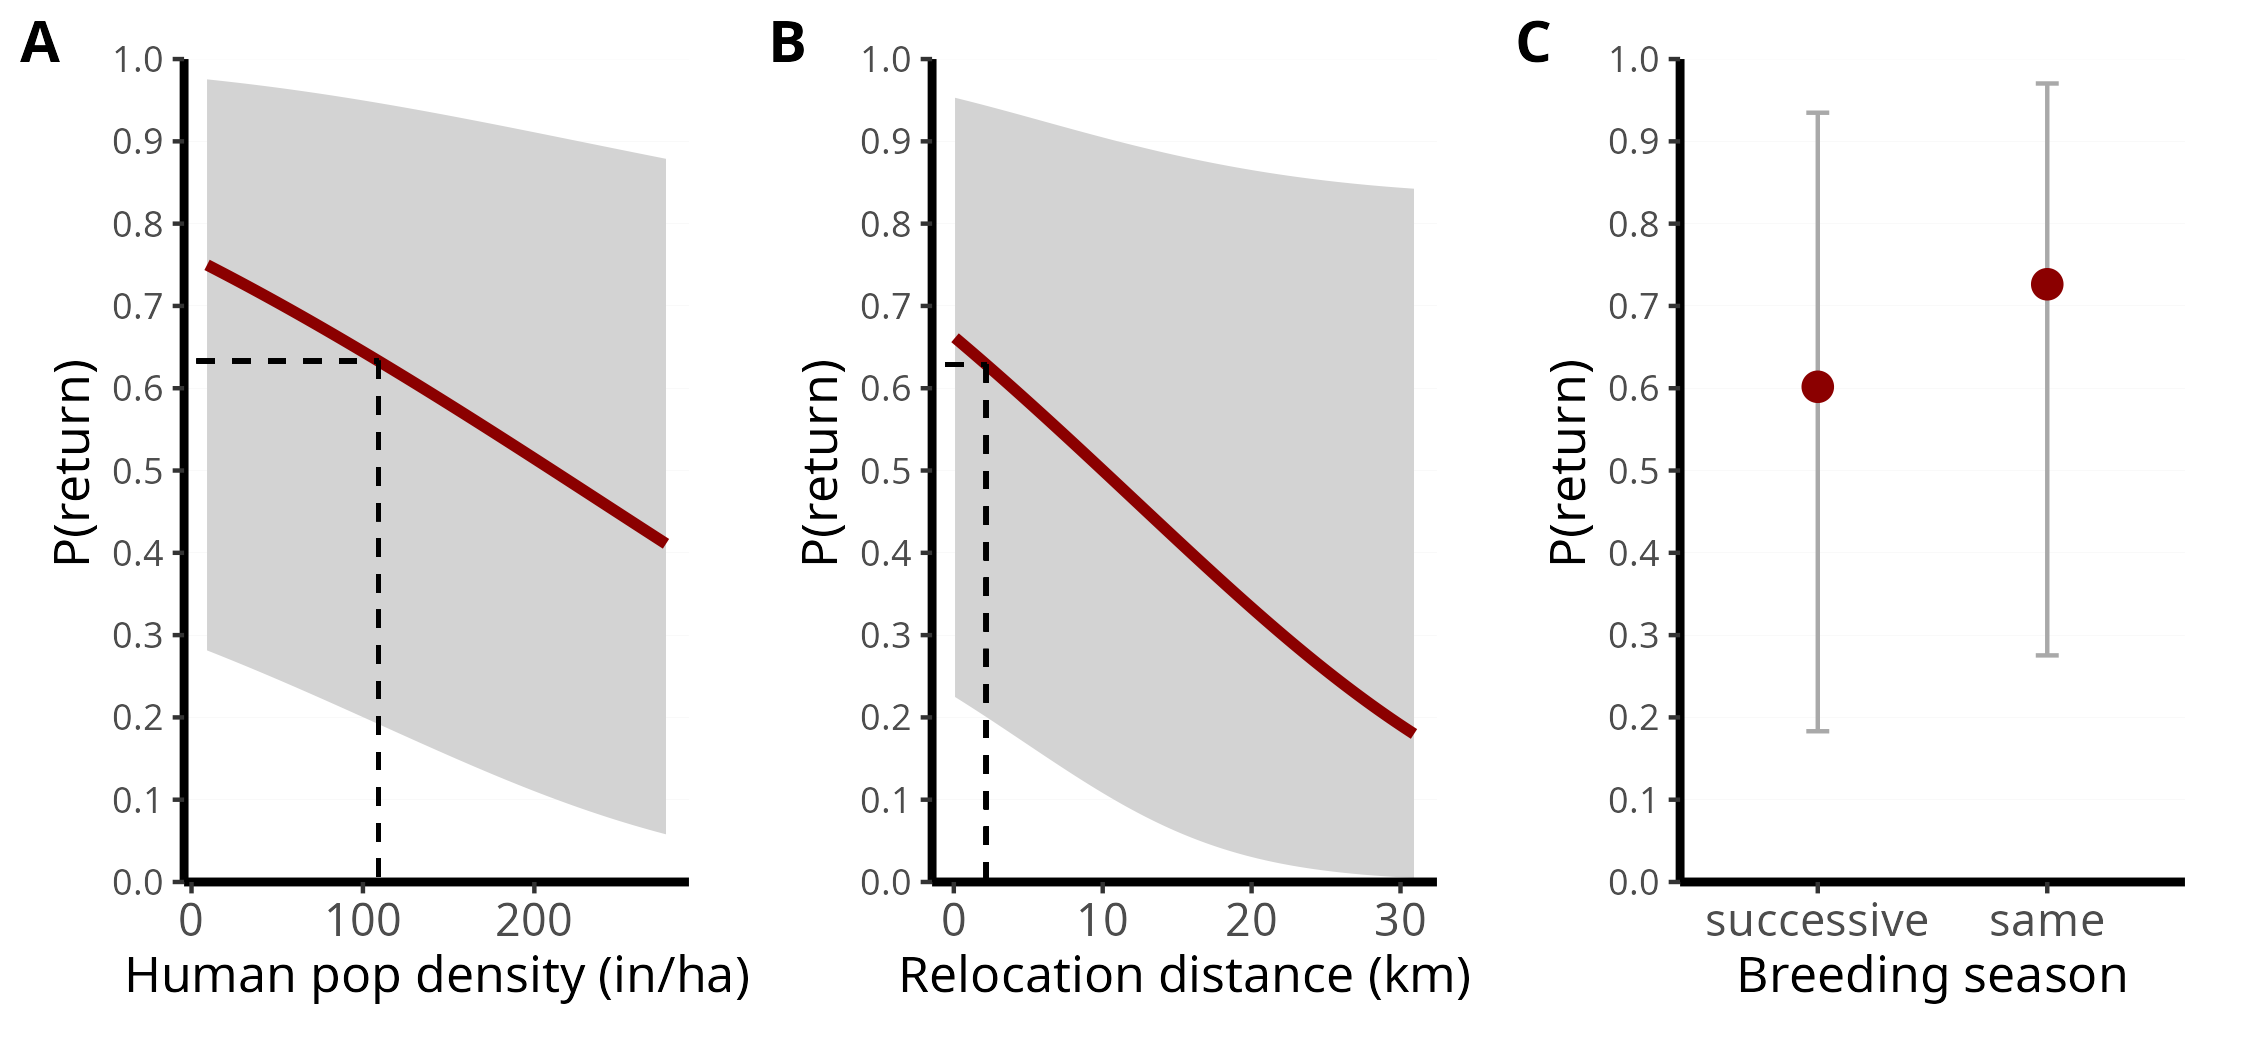 A
1.0
0.9
0.8
0.7
0.6
0.5
0.4
0.3
0.2
0.1
0.0
P(return)
0 100 200
Human pop density (in/ha)
B
1.0
0.9
0.8
0.7
0.6
0.5
0.4
0.3
0.2
0.1
0.0
P(return)
0 10 20 30
Relocation distance (km)
C
1.0
0.9
0.8
0.7
0.6
0.5
0.4
0.3
0.2
0.1
0.0
P(return)
successive same
Breeding season